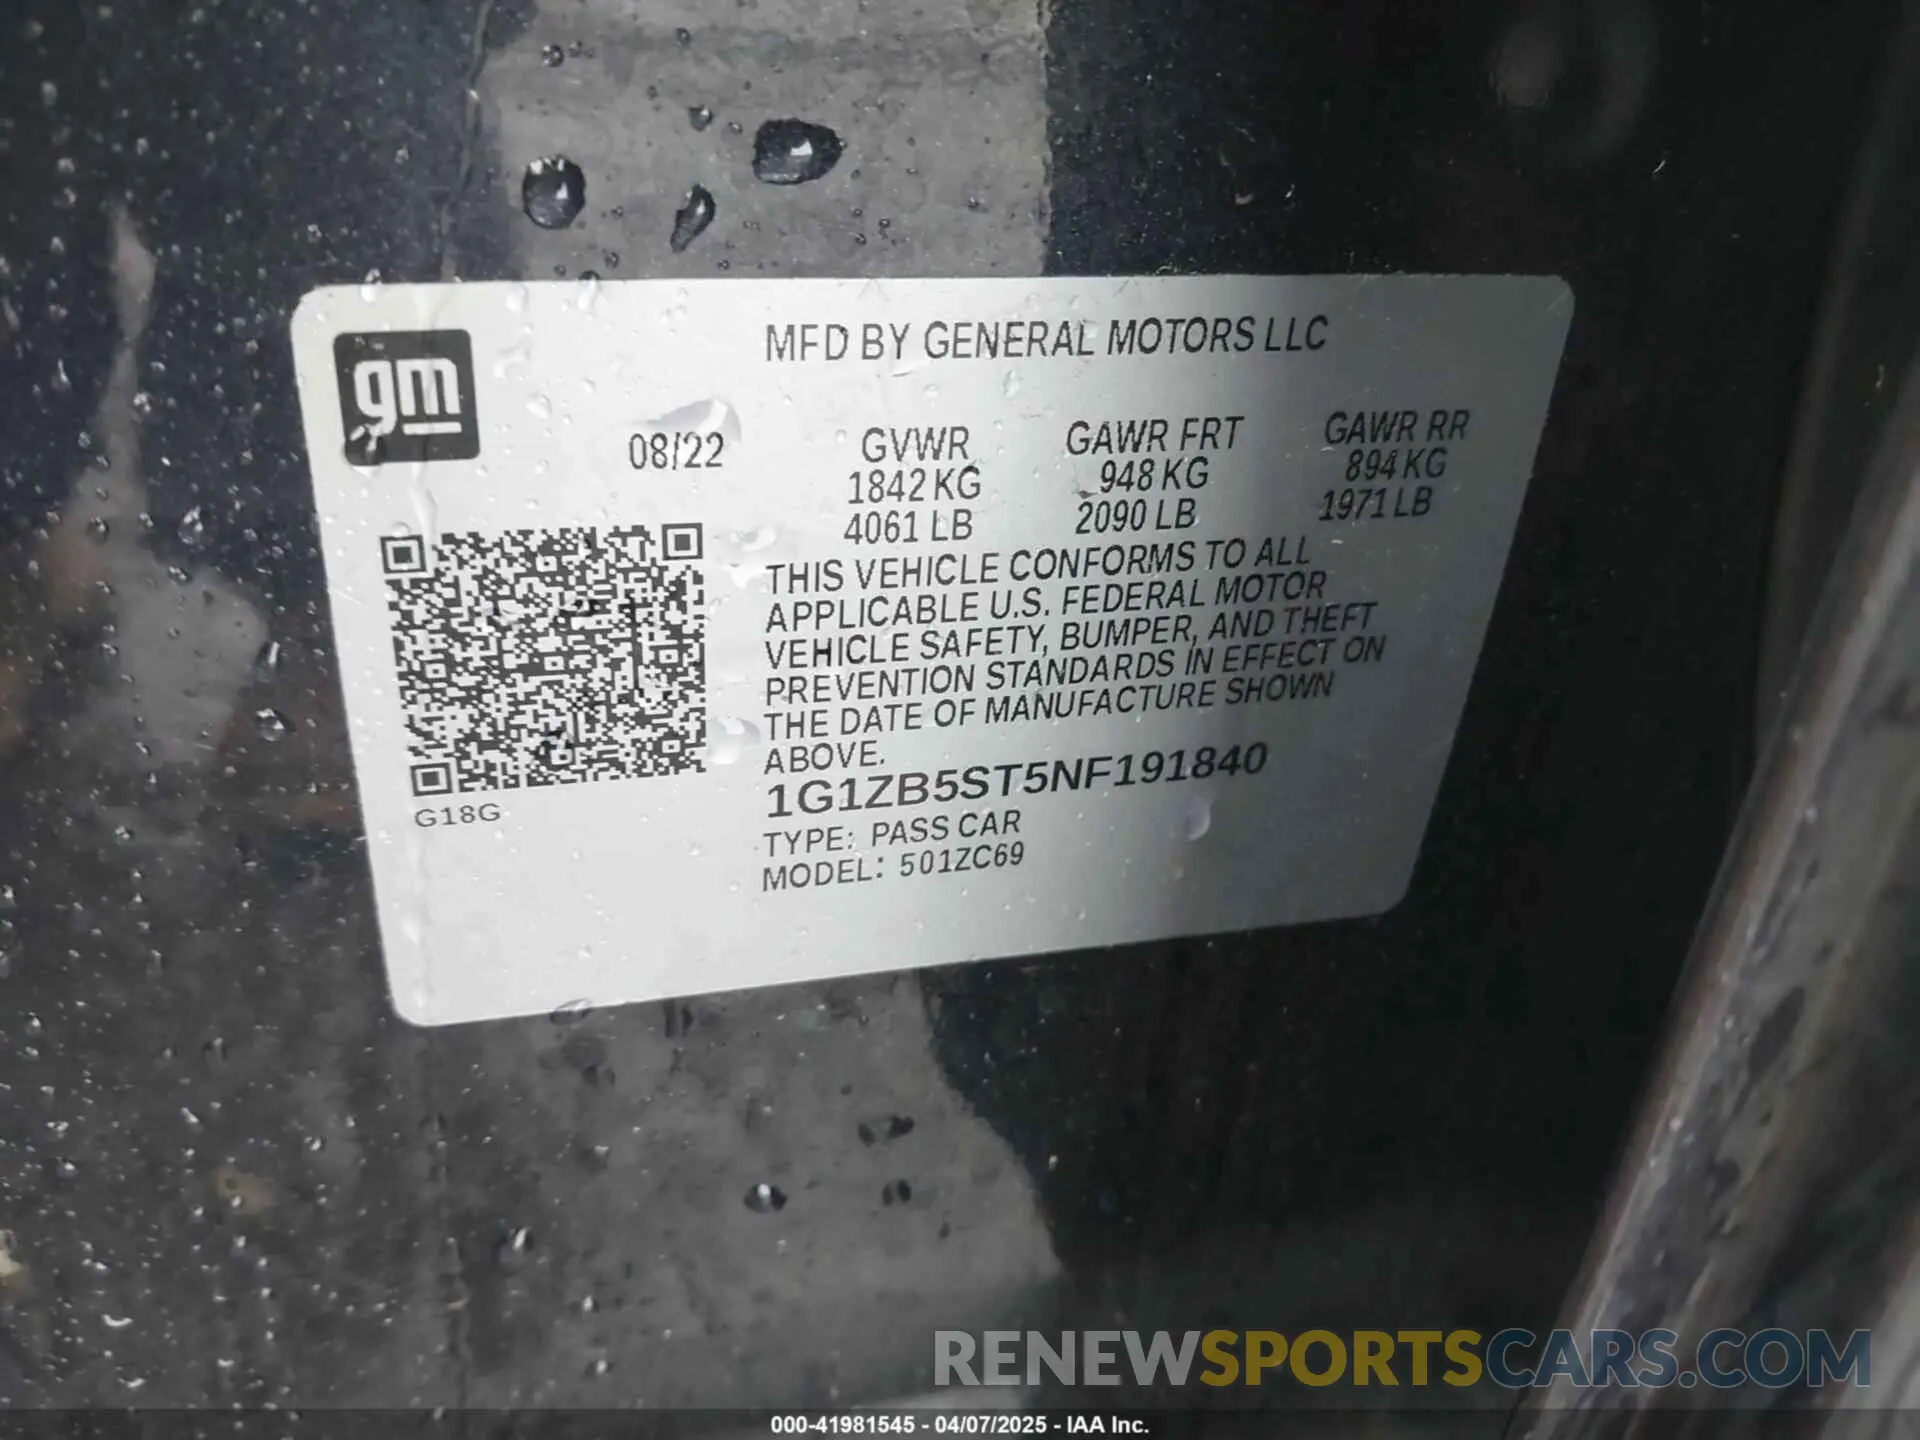 gm
MFD BY GENERAL MOTORS LLC
08/22
GVWR
1842 KG
4061 LB
GAWR FRT
948 KG
2090 LB
GAWR RR
894 KG
1971 LB
THIS VEHICLE CONFORMS TO ALL
APPLICABLE U.S. FEDERAL MOTOR
VEHICLE SAFETY, BUMPER, AND THEFT
PREVENTION STANDARDS IN EFFECT ON
THE DATE OF MANUFACTURE SHOWN
ABOVE.
1G1ZB5ST5NF191840
TYPE: PASS CAR
MODEL: 501ZC69
G18G
RENEWSPORTSCARS.COM
000-41981545 - 04/07/2025 - IAA Inc.